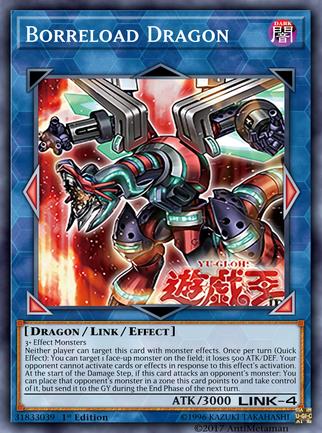 Borreload Dragon
DARK
闇
YU-GI-OH!
遊戯王
[Dragon / Link / Effect]
3+ Effect Monsters
Neither player can target this card with monster effects. Once per turn (Quick
Effect): You can target 1 face-up monster on the field; it loses 500 ATK/DEF. Your
opponent cannot activate cards or effects in response to this effect's activation.
At the start of the Damage Step, if this card attacks an opponent's monster: You
can place that opponent's monster in a zone this card points to and take control
of it, but send it to the GY during the End Phase of the next turn.
ATK/3000 LINK-4
31833039 1st Edition ©1996 KAZUKI TAKAHASHI
©2017 AntiMetaman